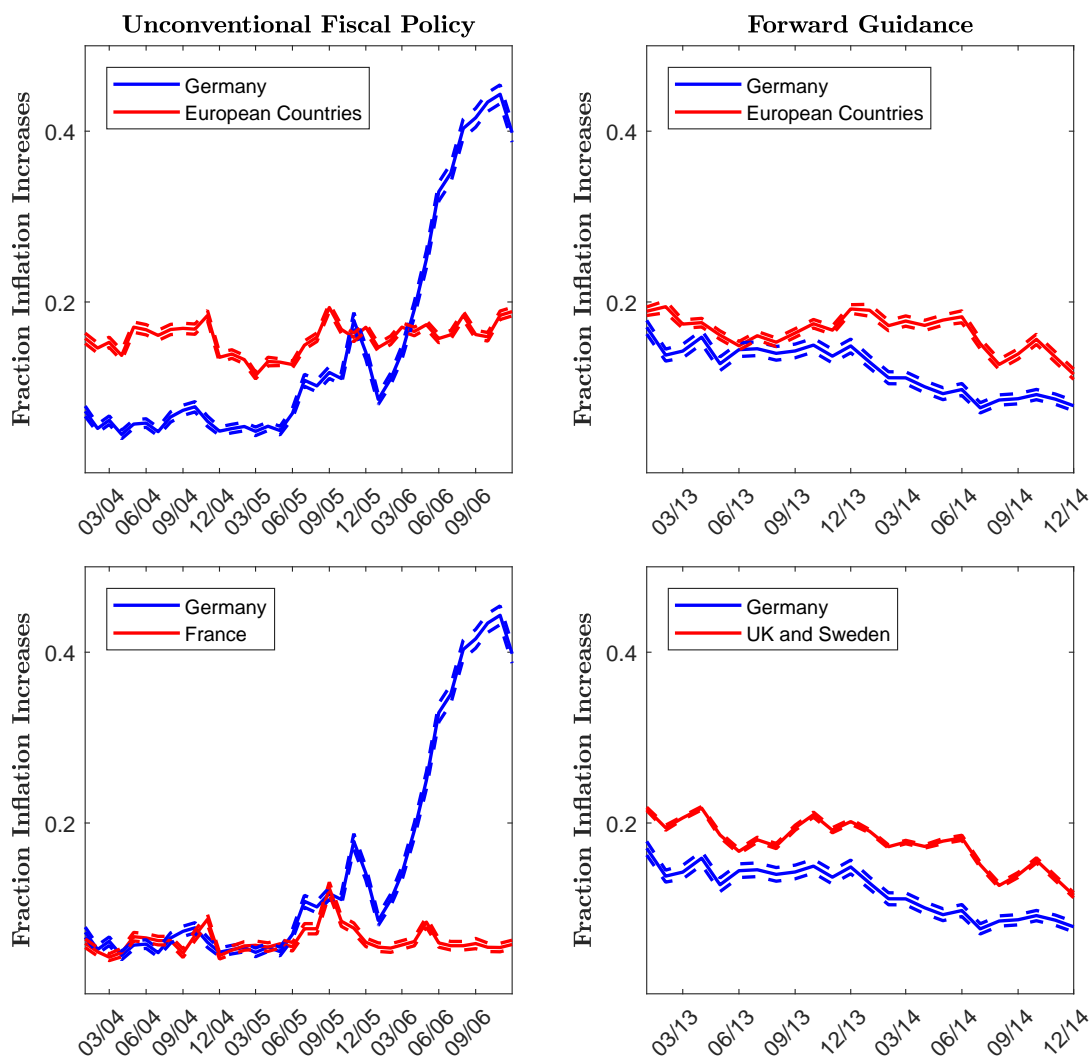 Unconventional Fiscal Policy
Fraction Inflation Increases
Germany
European Countries
0.4
0.2
03/04 06/04 09/04 12/04 03/05 06/05 09/05 12/05 03/06 06/06 09/06
Forward Guidance
Fraction Inflation Increases
Germany
European Countries
0.4
0.2
03/13 06/13 09/13 12/13 03/14 06/14 09/14 12/14
Fraction Inflation Increases
Germany
France
0.4
0.2
03/04 06/04 09/04 12/04 03/05 06/05 09/05 12/05 03/06 06/06 09/06
Fraction Inflation Increases
Germany
UK and Sweden
0.4
0.2
03/13 06/13 09/13 12/13 03/14 06/14 09/14 12/14